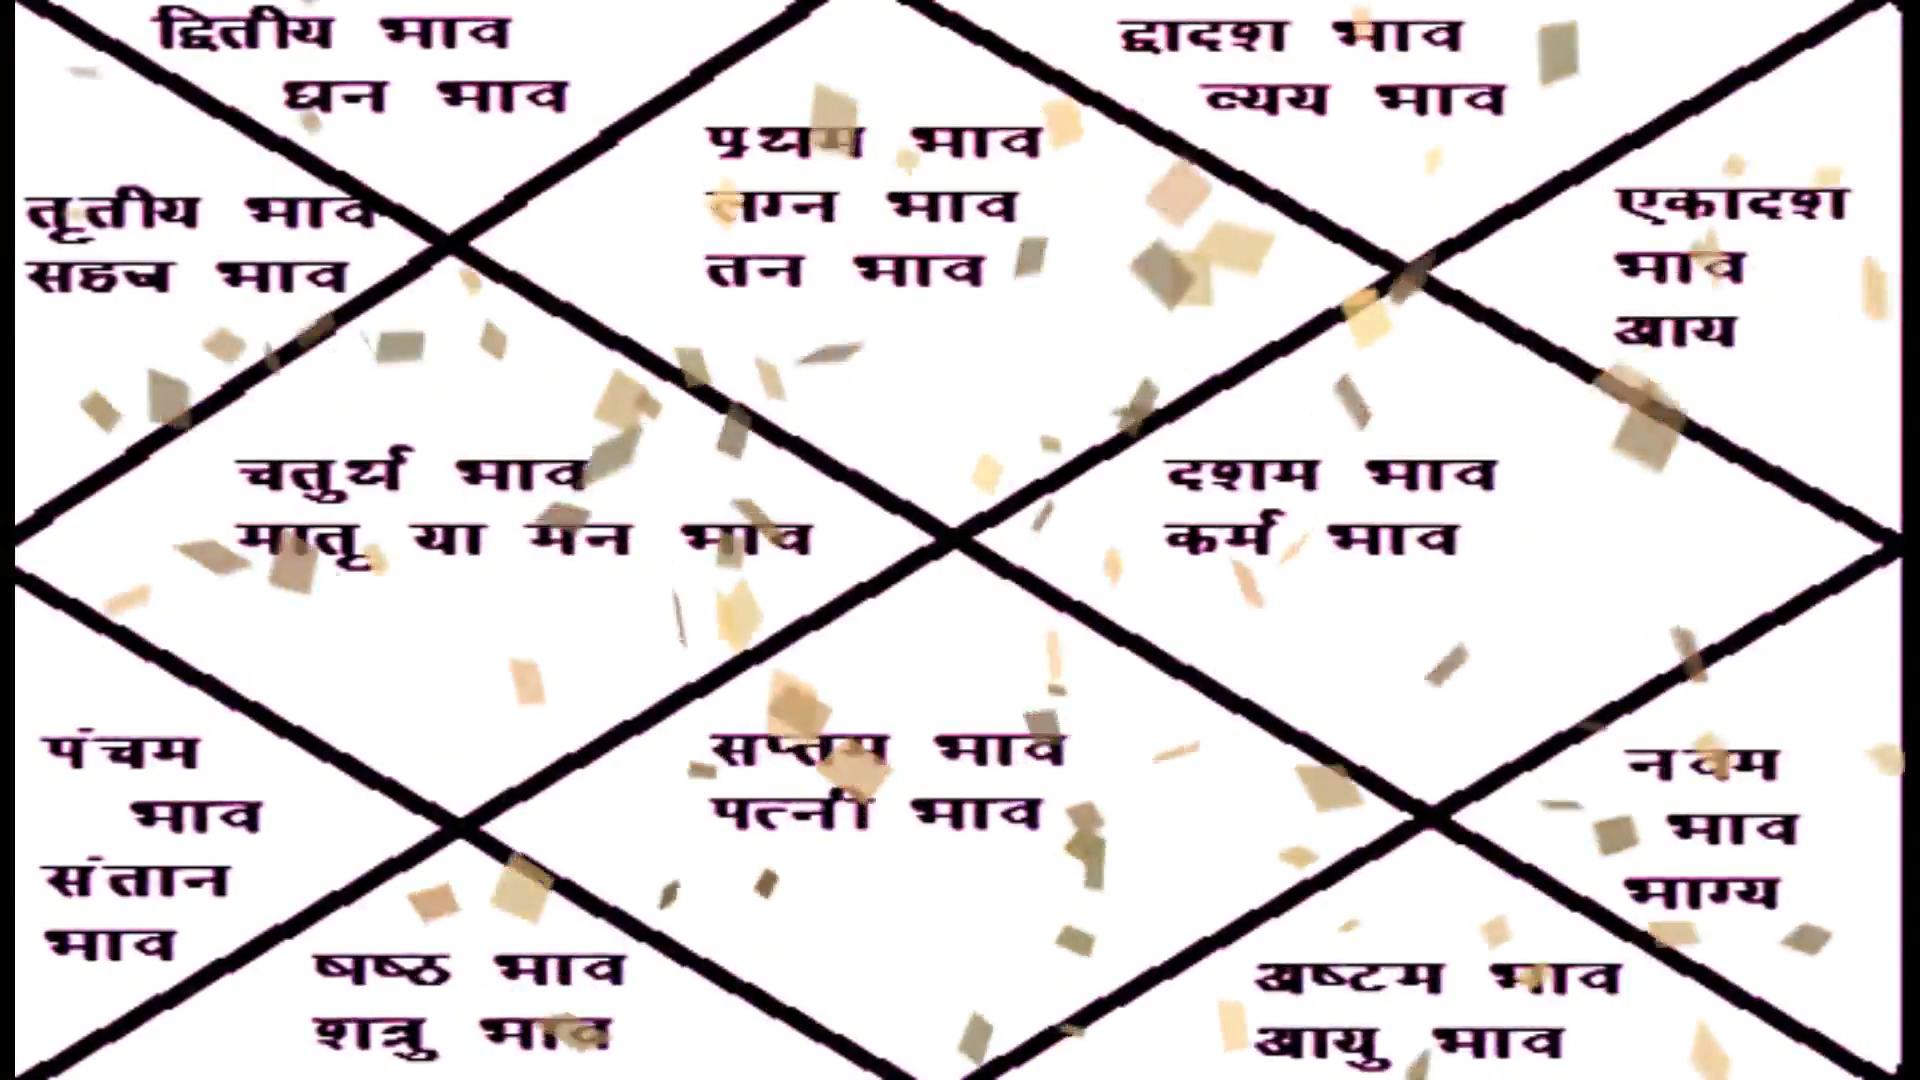 द्वितीय भाव
धन भाव
द्वादश भाव
व्यय भाव
प्रथम भाव
लग्न भाव
तन भाव
तृतीय भाव
सहज भाव
एकादश
भाव
आय
चतुर्थ भाव
मातृ या मन भाव
दशम भाव
कर्म भाव
पंचम
भाव
संतान
भाव
सप्तम भाव
पत्नी भाव
नवम
भाव
भाग्य
षष्ठ भाव
शत्रु भाव
अष्टम भाव
आयु भाव